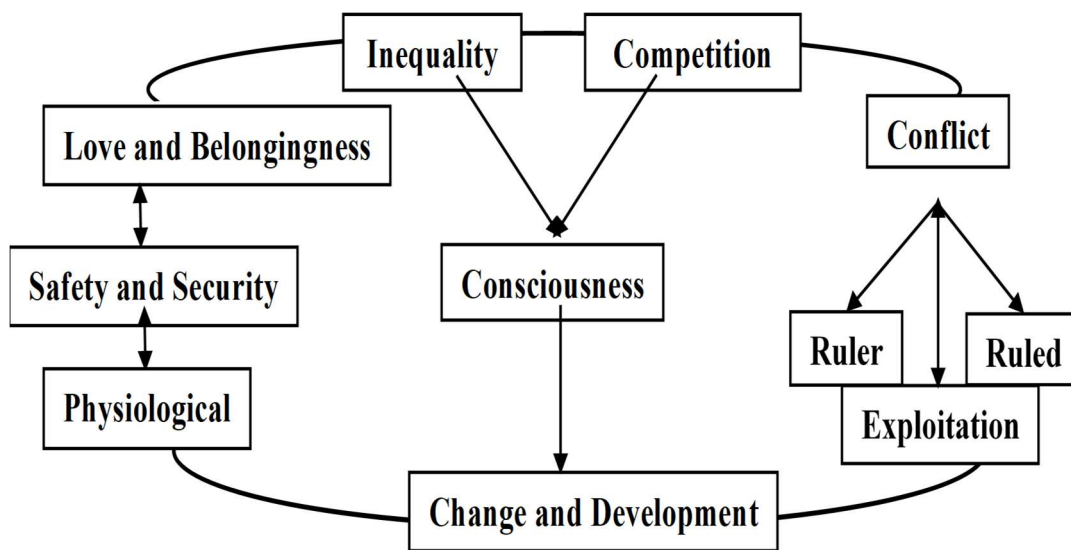 Inequality
Competition
Love and Belongingness
Conflict
Safety and Security
Consciousness
Ruler
Ruled
Physiological
Exploitation
Change and Development